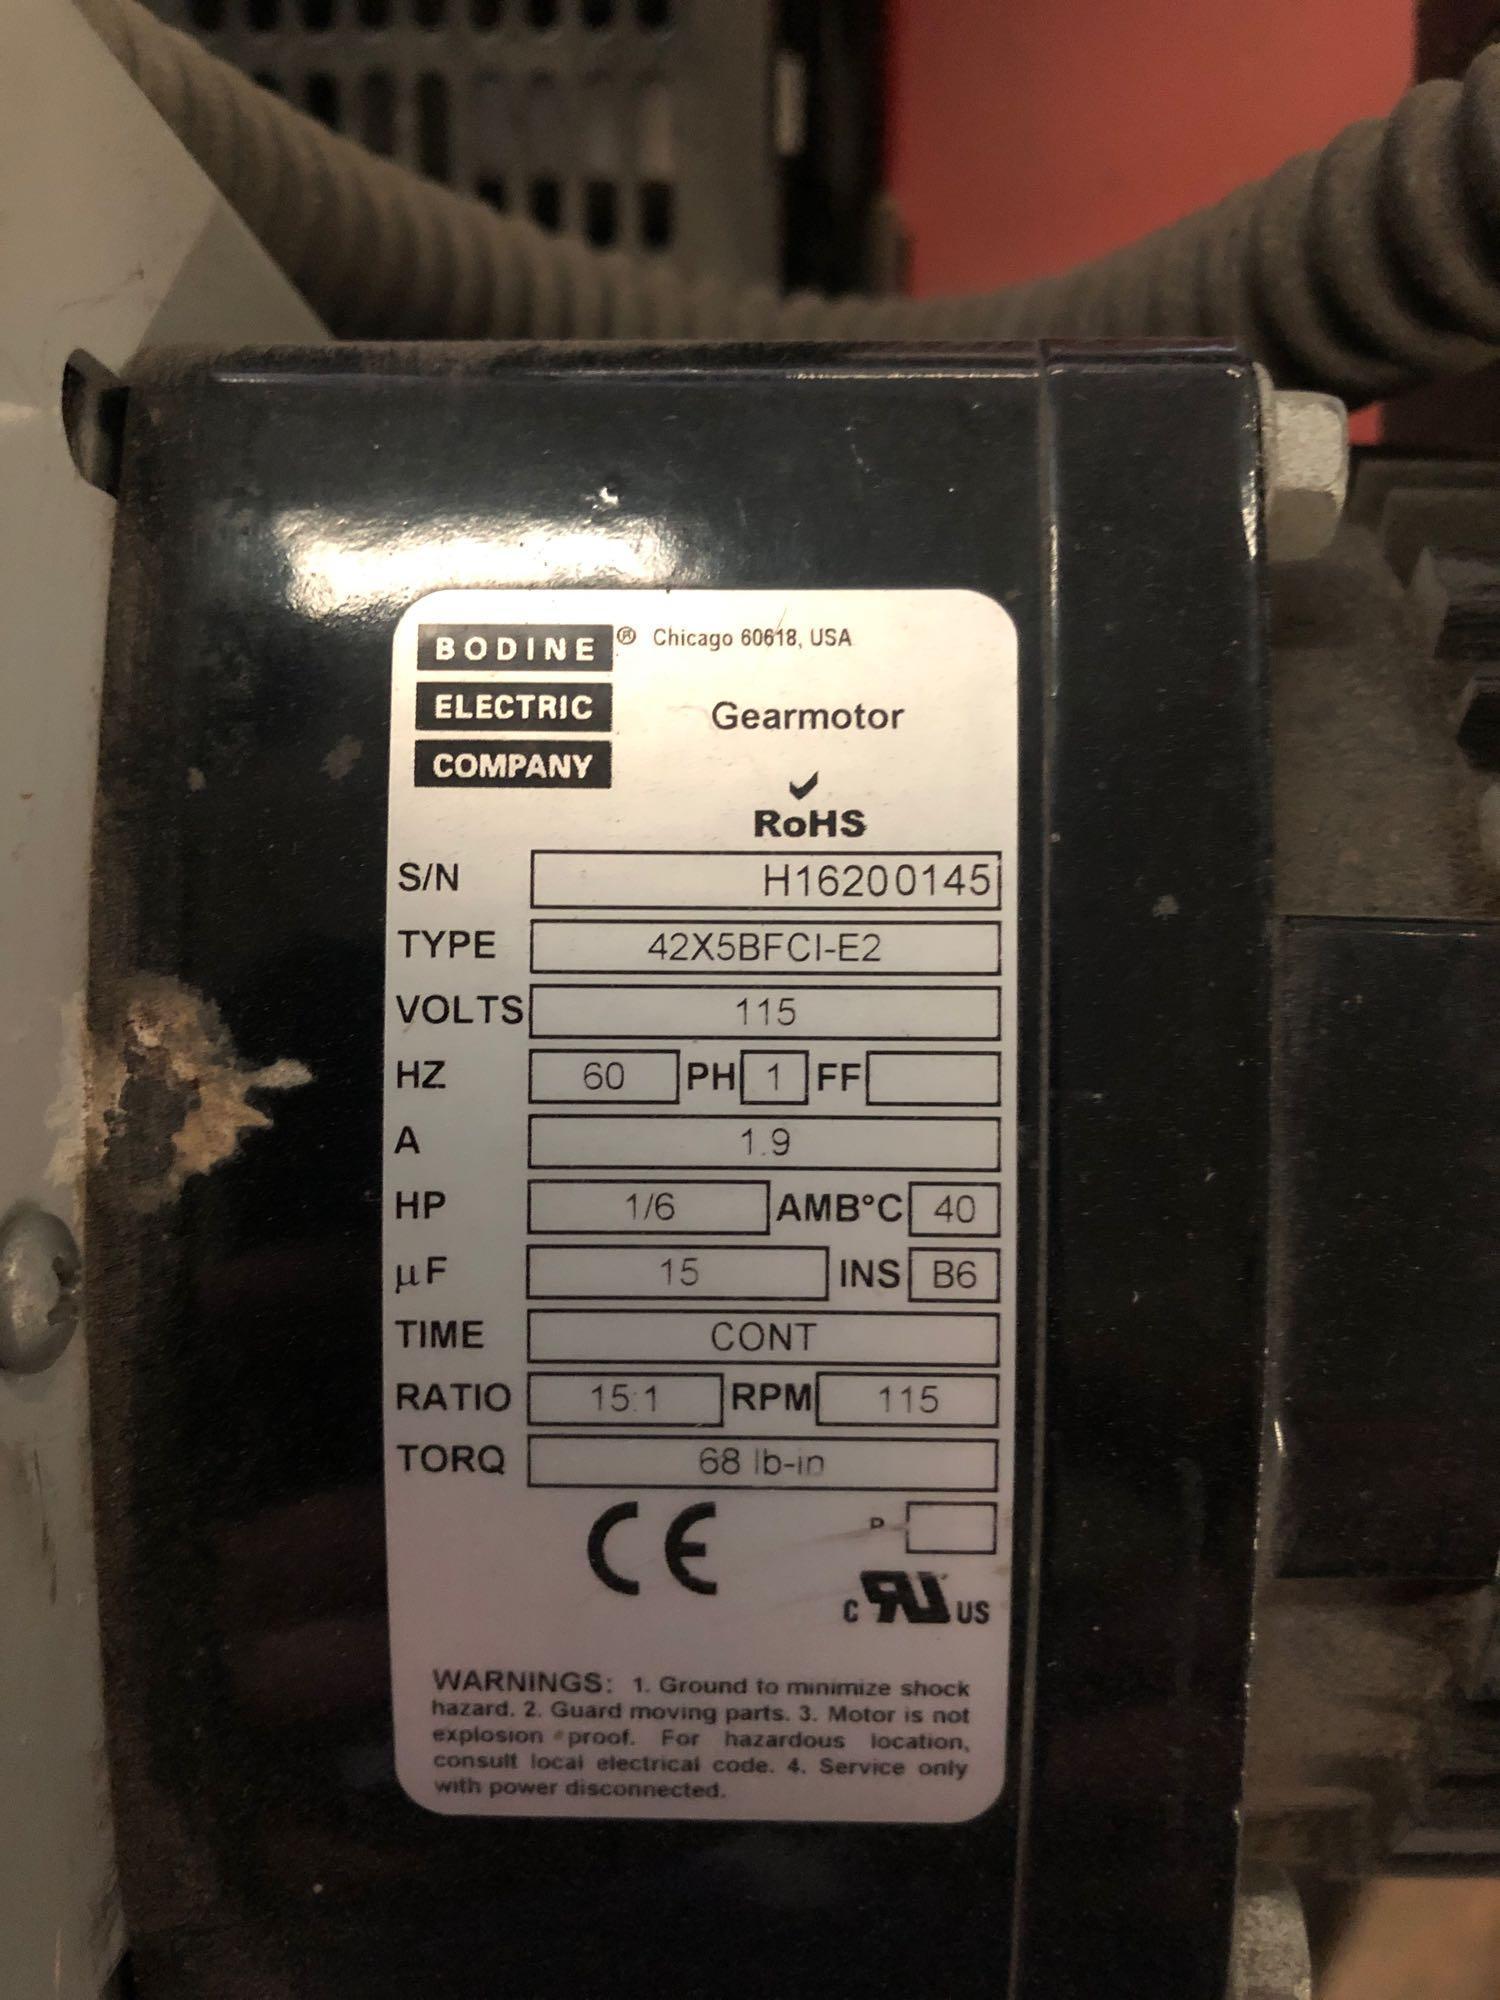 BODINE ® Chicago 60618, USA
ELECTRIC
COMPANY
Gearmotor
RoHS
S/N H16200145
TYPE 42X5BFCI-E2
VOLTS 115
HZ 60 PH 1 FF
A 1.9
HP 1/6 AMB°C 40
µF 15 INS B6
TIME CONT
RATIO 15:1 RPM 115
TORQ 68 lb-in
P
CE
c RU US
WARNINGS: 1. Ground to minimize shock
hazard. 2. Guard moving parts. 3. Motor is not
explosion proof. For hazardous location,
consult local electrical code. 4. Service only
with power disconnected.